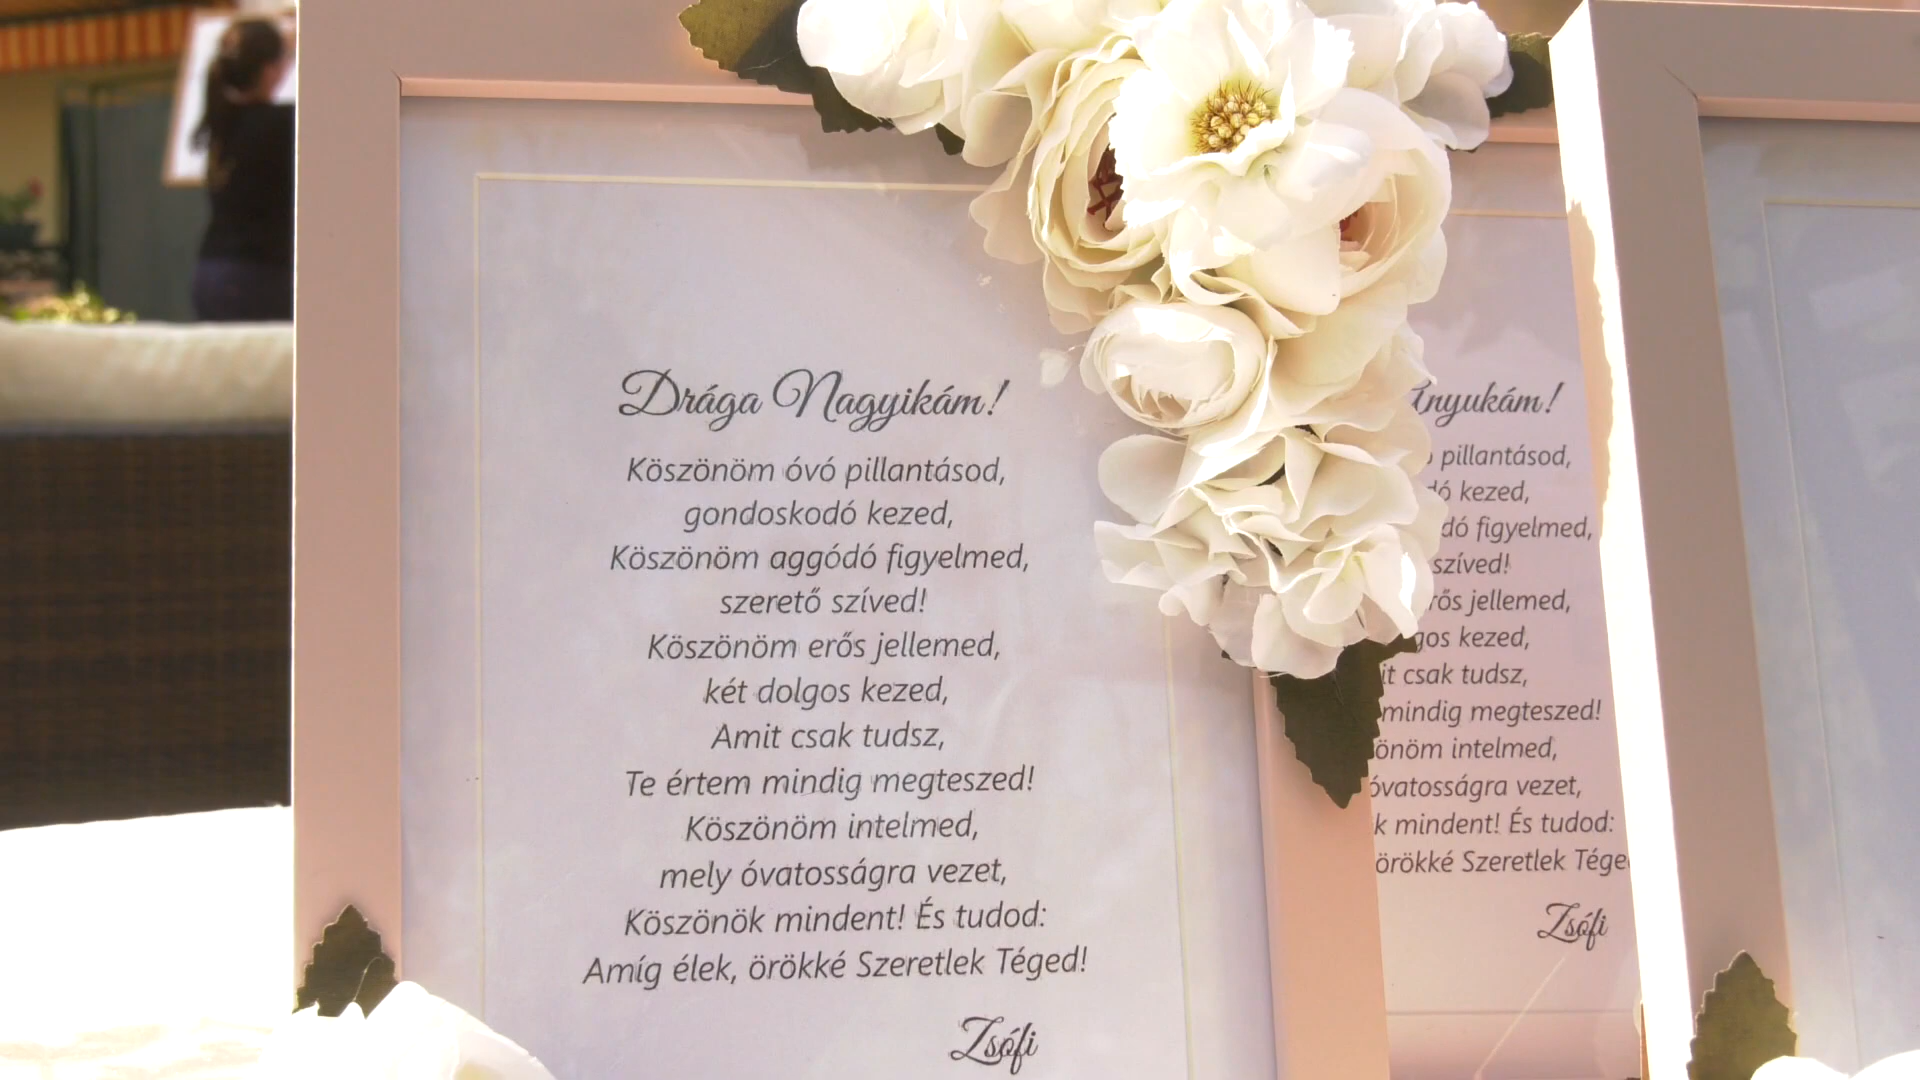 Drága Nagyikám!
Köszönöm óvó pillantásod,
gondoskodó kezed,
Köszönöm aggódó figyelmed,
szerető szíved!
Köszönöm erős jellemed,
két dolgos kezed,
Amit csak tudsz,
Te értem mindig megteszed!
Köszönöm intelmed,
mely óvatosságra vezet,
Köszönök mindent! És tudod:
Amíg élek, örökké Szeretlek Téged!
Zsófi
pillantásod,
kezed,
figyelmed,
szíved!
jellemed,
kezed,
csak tudsz,
mindig megteszed!
intelmed,
óvatosságra vezet,
mindent! És tudod:
örökké Szeretlek
Zsófi